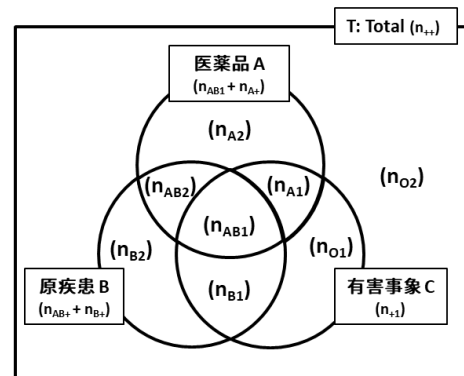 T: Total (n++)
医薬品 A
(nAB1 + nA+)
(nA2)
(nAB2)
(nA1)
(nO2)
(nAB1)
(nB2)
(nO1)
(nB1)
原疾患 B
(nAB+ + nB+)
有害事象 C
(n+1)